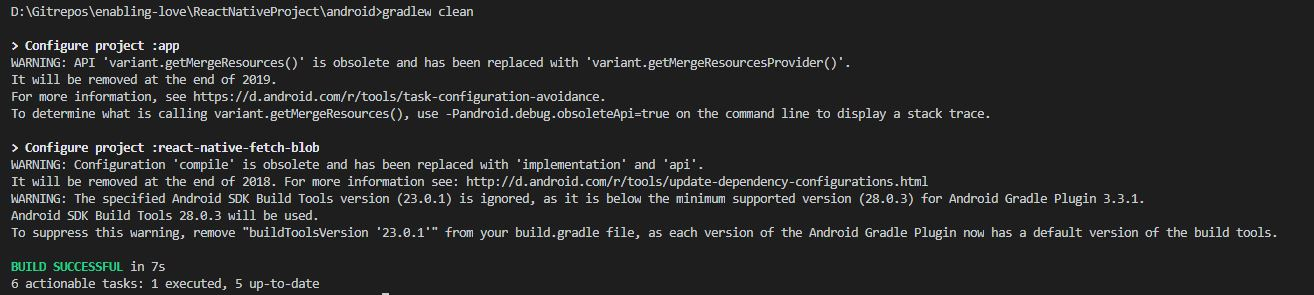 D:\Gitrepos\enabling-love\ReactNativeProject\android>gradlew clean
> Configure project :app
WARNING: API 'variant.getMergeResources()' is obsolete and has been replaced with 'variant.getMergeResourcesProvider()'.
It will be removed at the end of 2019.
For more information, see https://d.android.com/r/tools/task-configuration-avoidance.
To determine what is calling variant.getMergeResources(), use -Pandroid.debug.obsoleteApi=true on the command line to display a stack trace.
> Configure project :react-native-fetch-blob
WARNING: Configuration 'compile' is obsolete and has been replaced with 'implementation' and 'api'.
It will be removed at the end of 2018. For more information see: http://d.android.com/r/tools/update-dependency-configurations.html
WARNING: The specified Android SDK Build Tools version (23.0.1) is ignored, as it is below the minimum supported version (28.0.3) for Android Gradle Plugin 3.3.1.
Android SDK Build Tools 28.0.3 will be used.
To suppress this warning, remove "buildToolsVersion '23.0.1'" from your build.gradle file, as each version of the Android Gradle Plugin now has a default version of the build tools.
BUILD SUCCESSFUL in 7s
6 actionable tasks: 1 executed, 5 up-to-date